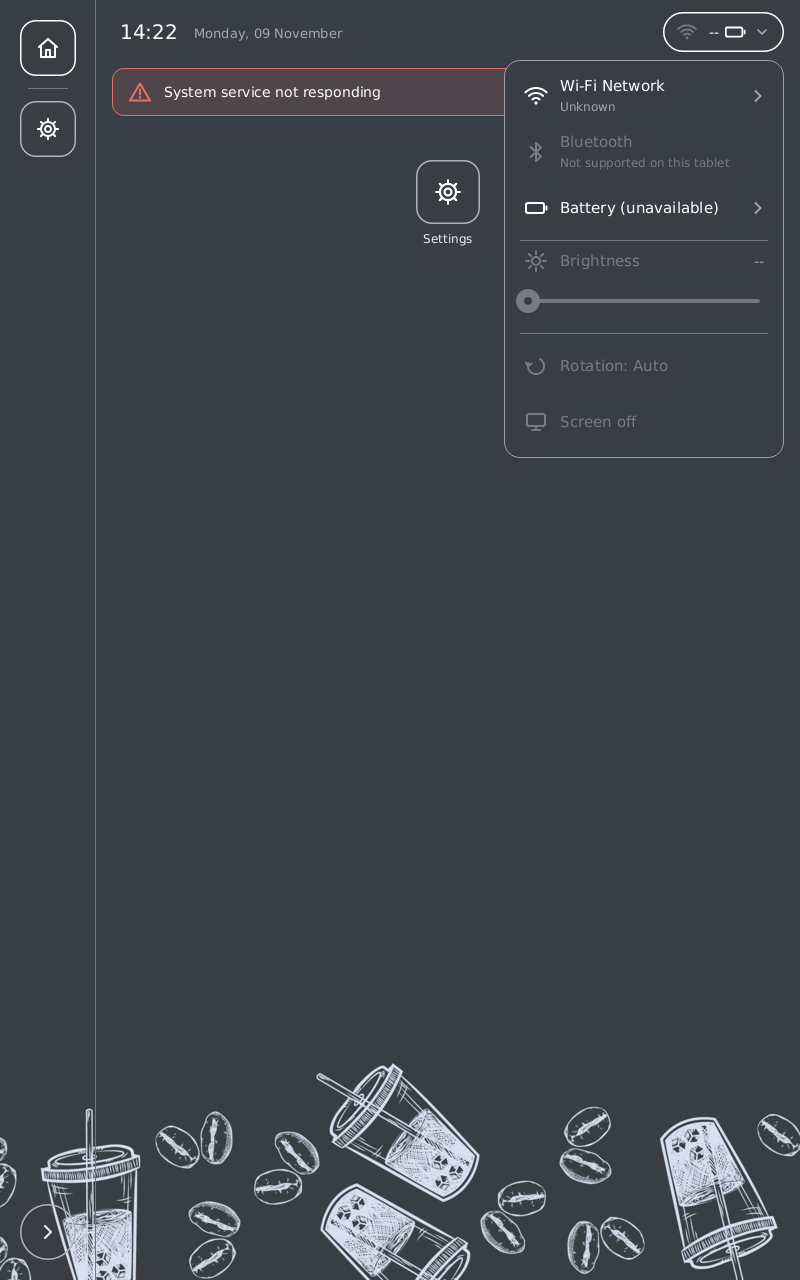 14:22 Monday, 09 November --
System service not responding
Settings
Wi-Fi Network
Unknown
Bluetooth
Not supported on this tablet
Battery (unavailable)
Brightness --
Rotation: Auto
Screen off